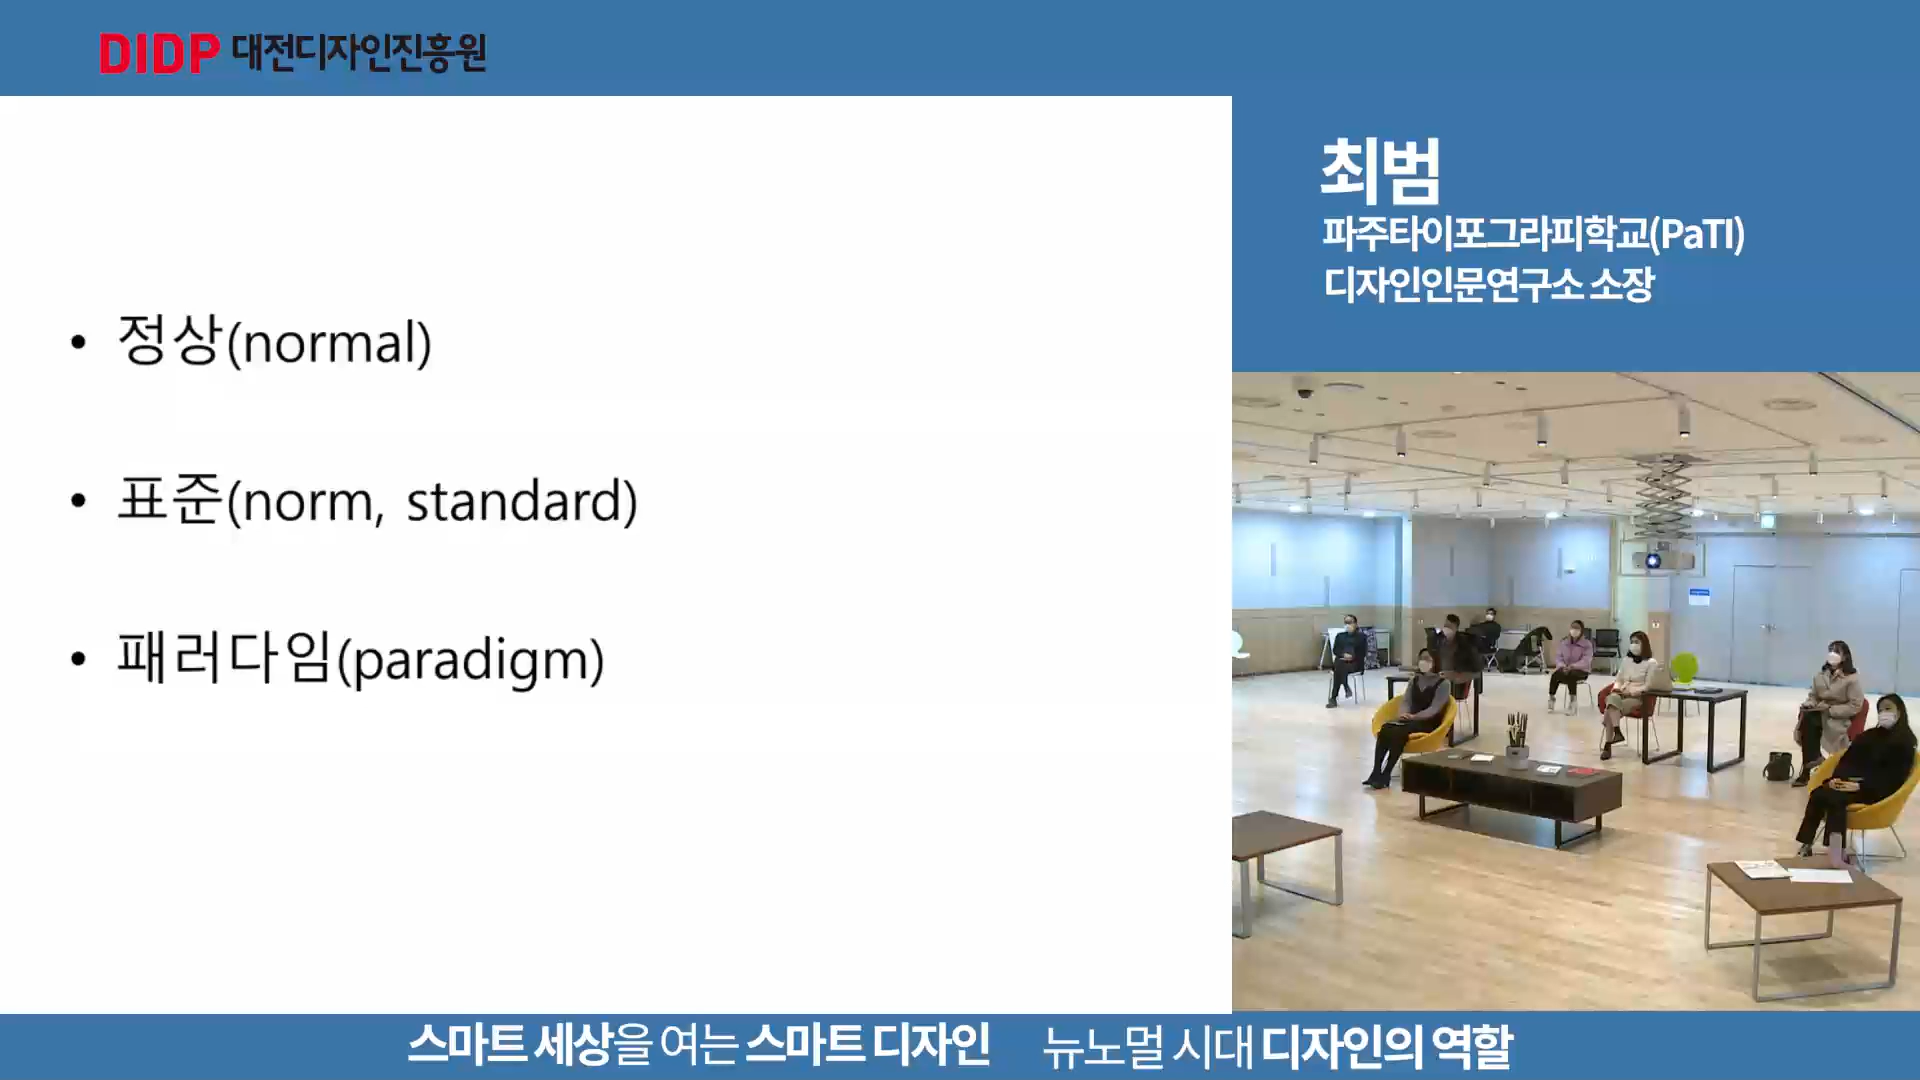 DIDP 대전디자인진흥원
최범
파주타이포그라피학교(PaTI)
디자인인문연구소 소장
• 정상(normal)
• 표준(norm, standard)
• 패러다임(paradigm)
스마트 세상을 여는 스마트 디자인 뉴노멀 시대 디자인의 역할